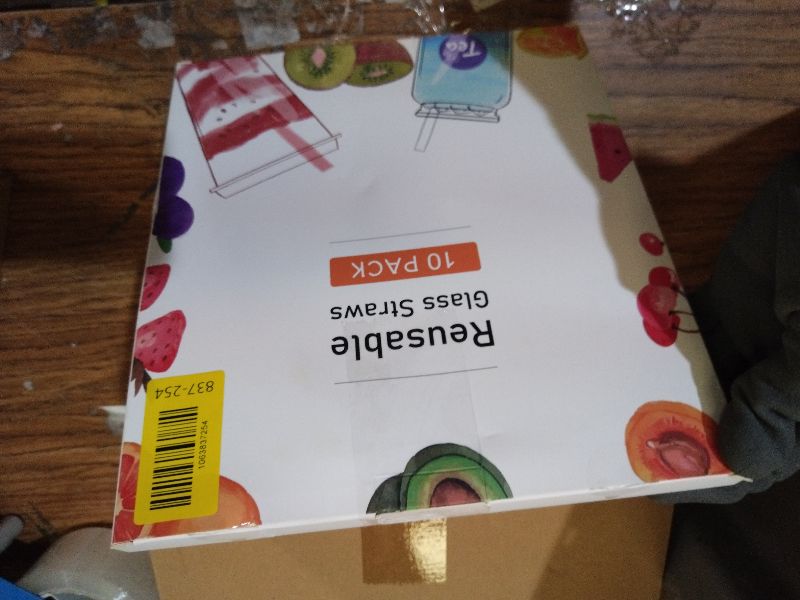 Reusable
Glass Straws
10 PACK
Tea
837-254
1063837254